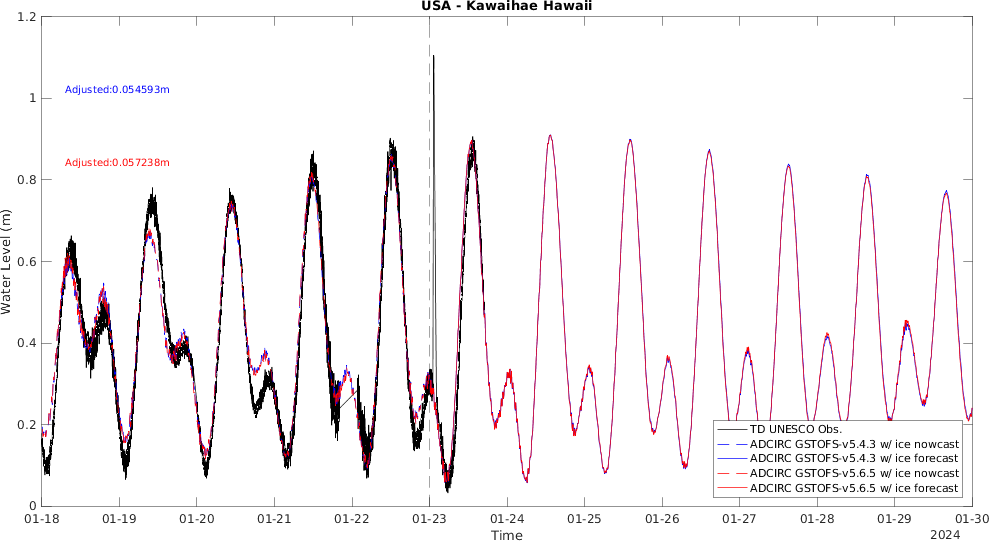 USA - Kawaihae Hawaii
1.2
1
0.8
0.6
0.4
0.2
0
Water Level (m)
Adjusted:0.054593m
Adjusted:0.057238m
TD UNESCO Obs.
ADCIRC GSTOFS-v5.4.3 w/ ice nowcast
ADCIRC GSTOFS-v5.4.3 w/ ice forecast
ADCIRC GSTOFS-v5.6.5 w/ ice nowcast
ADCIRC GSTOFS-v5.6.5 w/ ice forecast
01-18 01-19 01-20 01-21 01-22 01-23 01-24 01-25 01-26 01-27 01-28 01-29 01-30
Time
2024